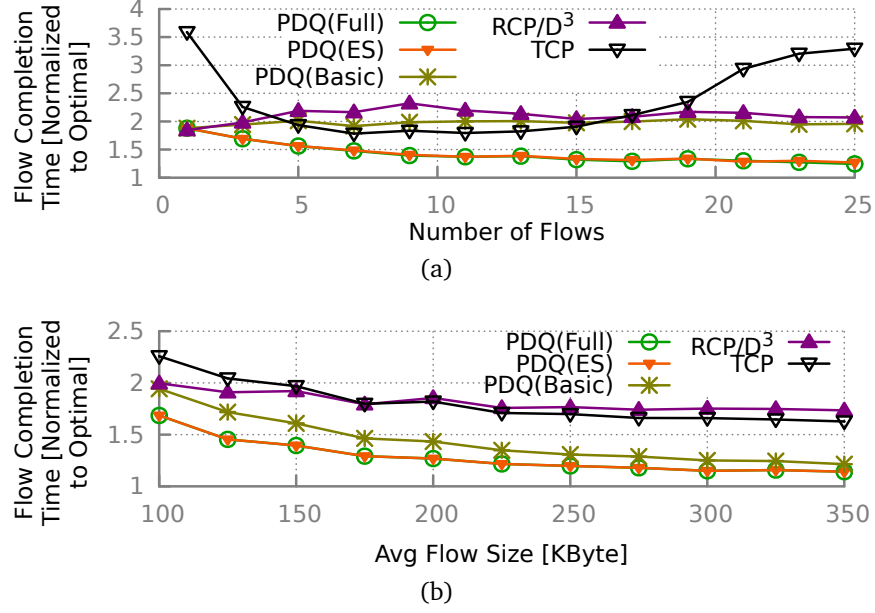 Flow Completion
Time [Normalized
to Optimal]
4
3.5
3
2.5
2
1.5
1
PDQ(Full)
PDQ(ES)
PDQ(Basic)
RCP/D³
TCP
0 5 10 15 20 25
Number of Flows
(a)
Flow Completion
Time [Normalized
to Optimal]
2.5
2
1.5
1
PDQ(Full)
PDQ(ES)
PDQ(Basic)
RCP/D³
TCP
100 150 200 250 300 350
Avg Flow Size [KByte]
(b)